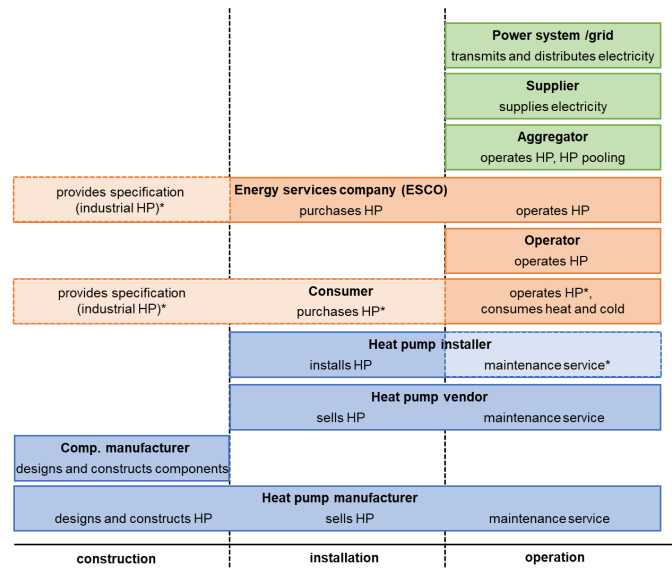 Power system /grid
transmits and distributes electricity
Supplier
supplies electricity
Aggregator
operates HP, HP pooling
provides specification
(industrial HP)*
Energy services company (ESCO)
purchases HP
operates HP
Operator
operates HP
provides specification
(industrial HP)*
Consumer
purchases HP*
operates HP*,
consumes heat and cold
Heat pump installer
installs HP
maintenance service*
Heat pump vendor
sells HP
maintenance service
Comp. manufacturer
designs and constructs components
Heat pump manufacturer
designs and constructs HP
sells HP
maintenance service
construction
installation
operation